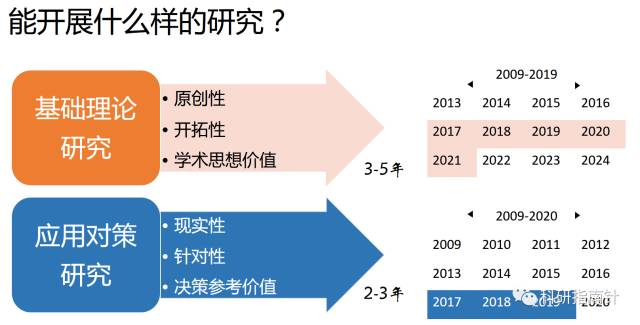 能开展什么样的研究？
基础理论
研究
• 原创性
• 开拓性
• 学术思想价值
3-5年
2009-2019
2013 2014 2015 2016
2017 2018 2019 2020
2021 2022 2023 2024
应用对策
研究
• 现实性
• 针对性
• 决策参考价值
2-3年
2009-2020
2009 2010 2011 2012
2013 2014 2015 2016
2017 2018 2019 2020
科研指南针